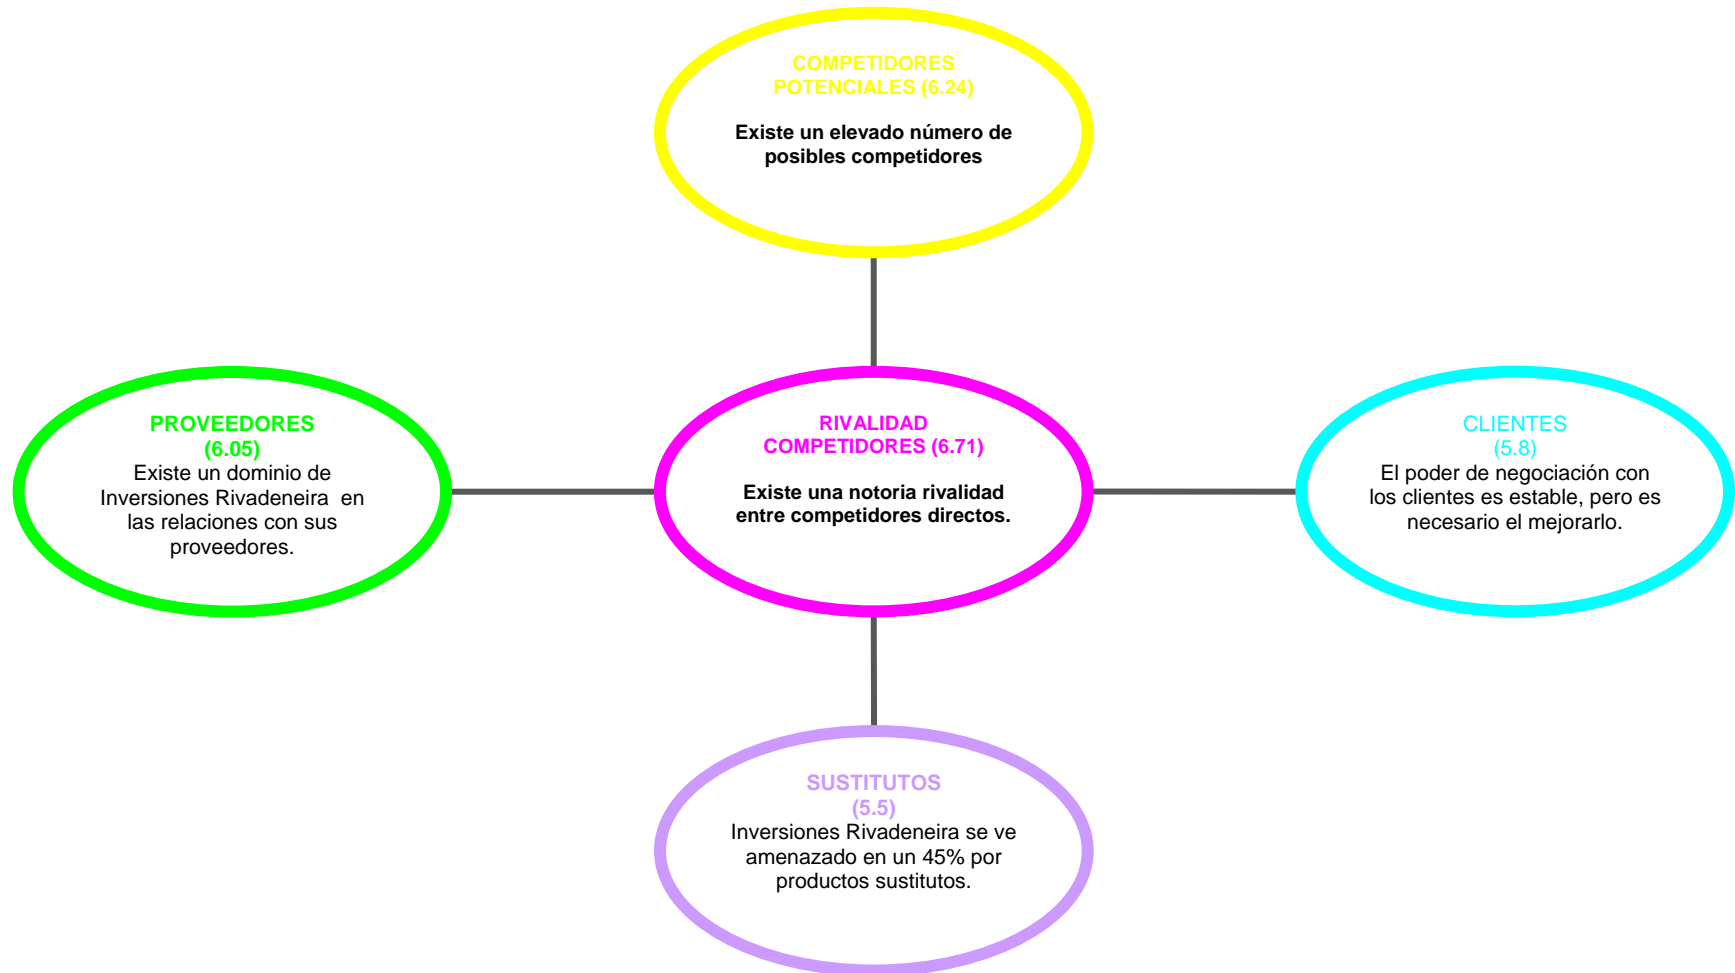 COMPETIDORES
POTENCIALES (6.24)
Existe un elevado número de
posibles competidores
PROVEEDORES
(6.05)
Existe un dominio de
Inversiones Rivadeneira  en
las relaciones con sus
proveedores.
RIVALIDAD
COMPETIDORES (6.71)
Existe una notoria rivalidad
entre competidores directos.
CLIENTES
(5.8)
El poder de negociación con
los clientes es estable, pero es
necesario el mejorarlo.
SUSTITUTOS
(5.5)
Inversiones Rivadeneira se ve
amenazado en un 45% por
productos sustitutos.